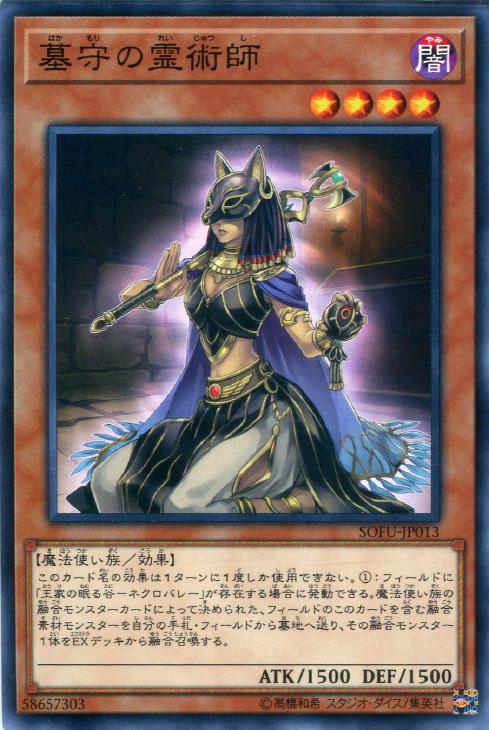 墓守の霊術師
闇
SOFU-JP013
【魔法使い族／効果】
このカード名の効果は1ターンに1度しか使用できない。①：フィールドに
「王家の眠る谷－ネクロバレー」が存在する場合に発動できる。魔法使い族の
融合モンスターカードによって決められた、フィールドのこのカードを含む融合
素材モンスターを自分の手札・フィールドから墓地へ送り、その融合モンスター
1体をEXデッキから融合召喚する。
ATK/1500 DEF/1500
58657303
©高橋和希 スタジオ・ダイス/集英社